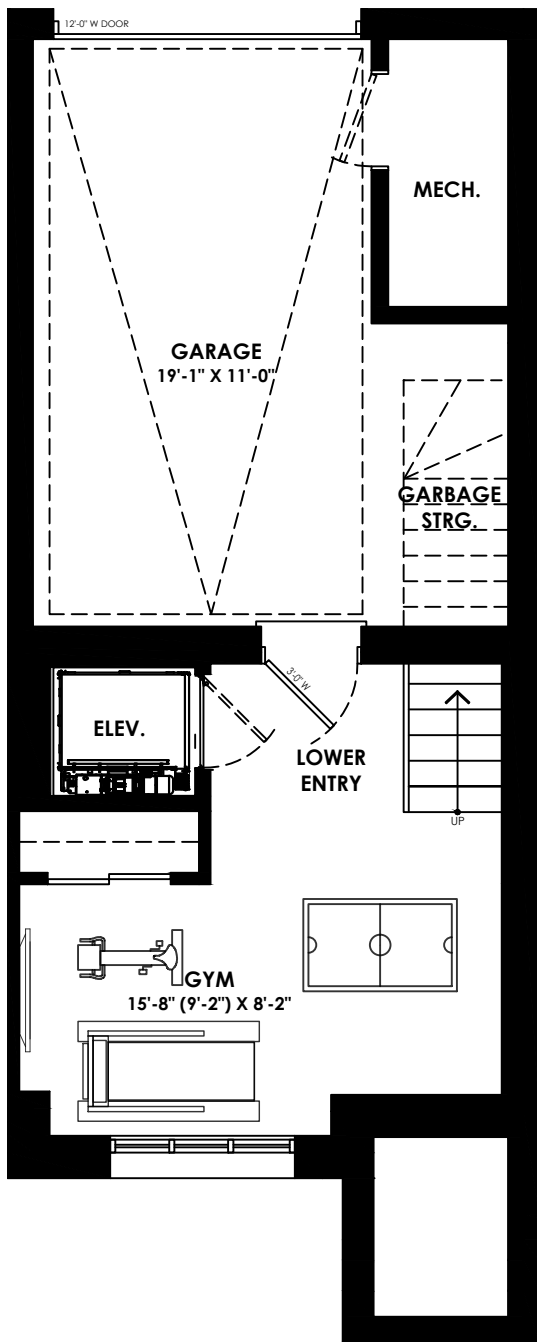 12'-0" W DOOR
MECH.
GARAGE
19'-1" X 11'-0"
GARBAGE
STRG.
3'-0" W
ELEV.
LOWER
ENTRY
UP
GYM
15'-8" (9'-2") X 8'-2"